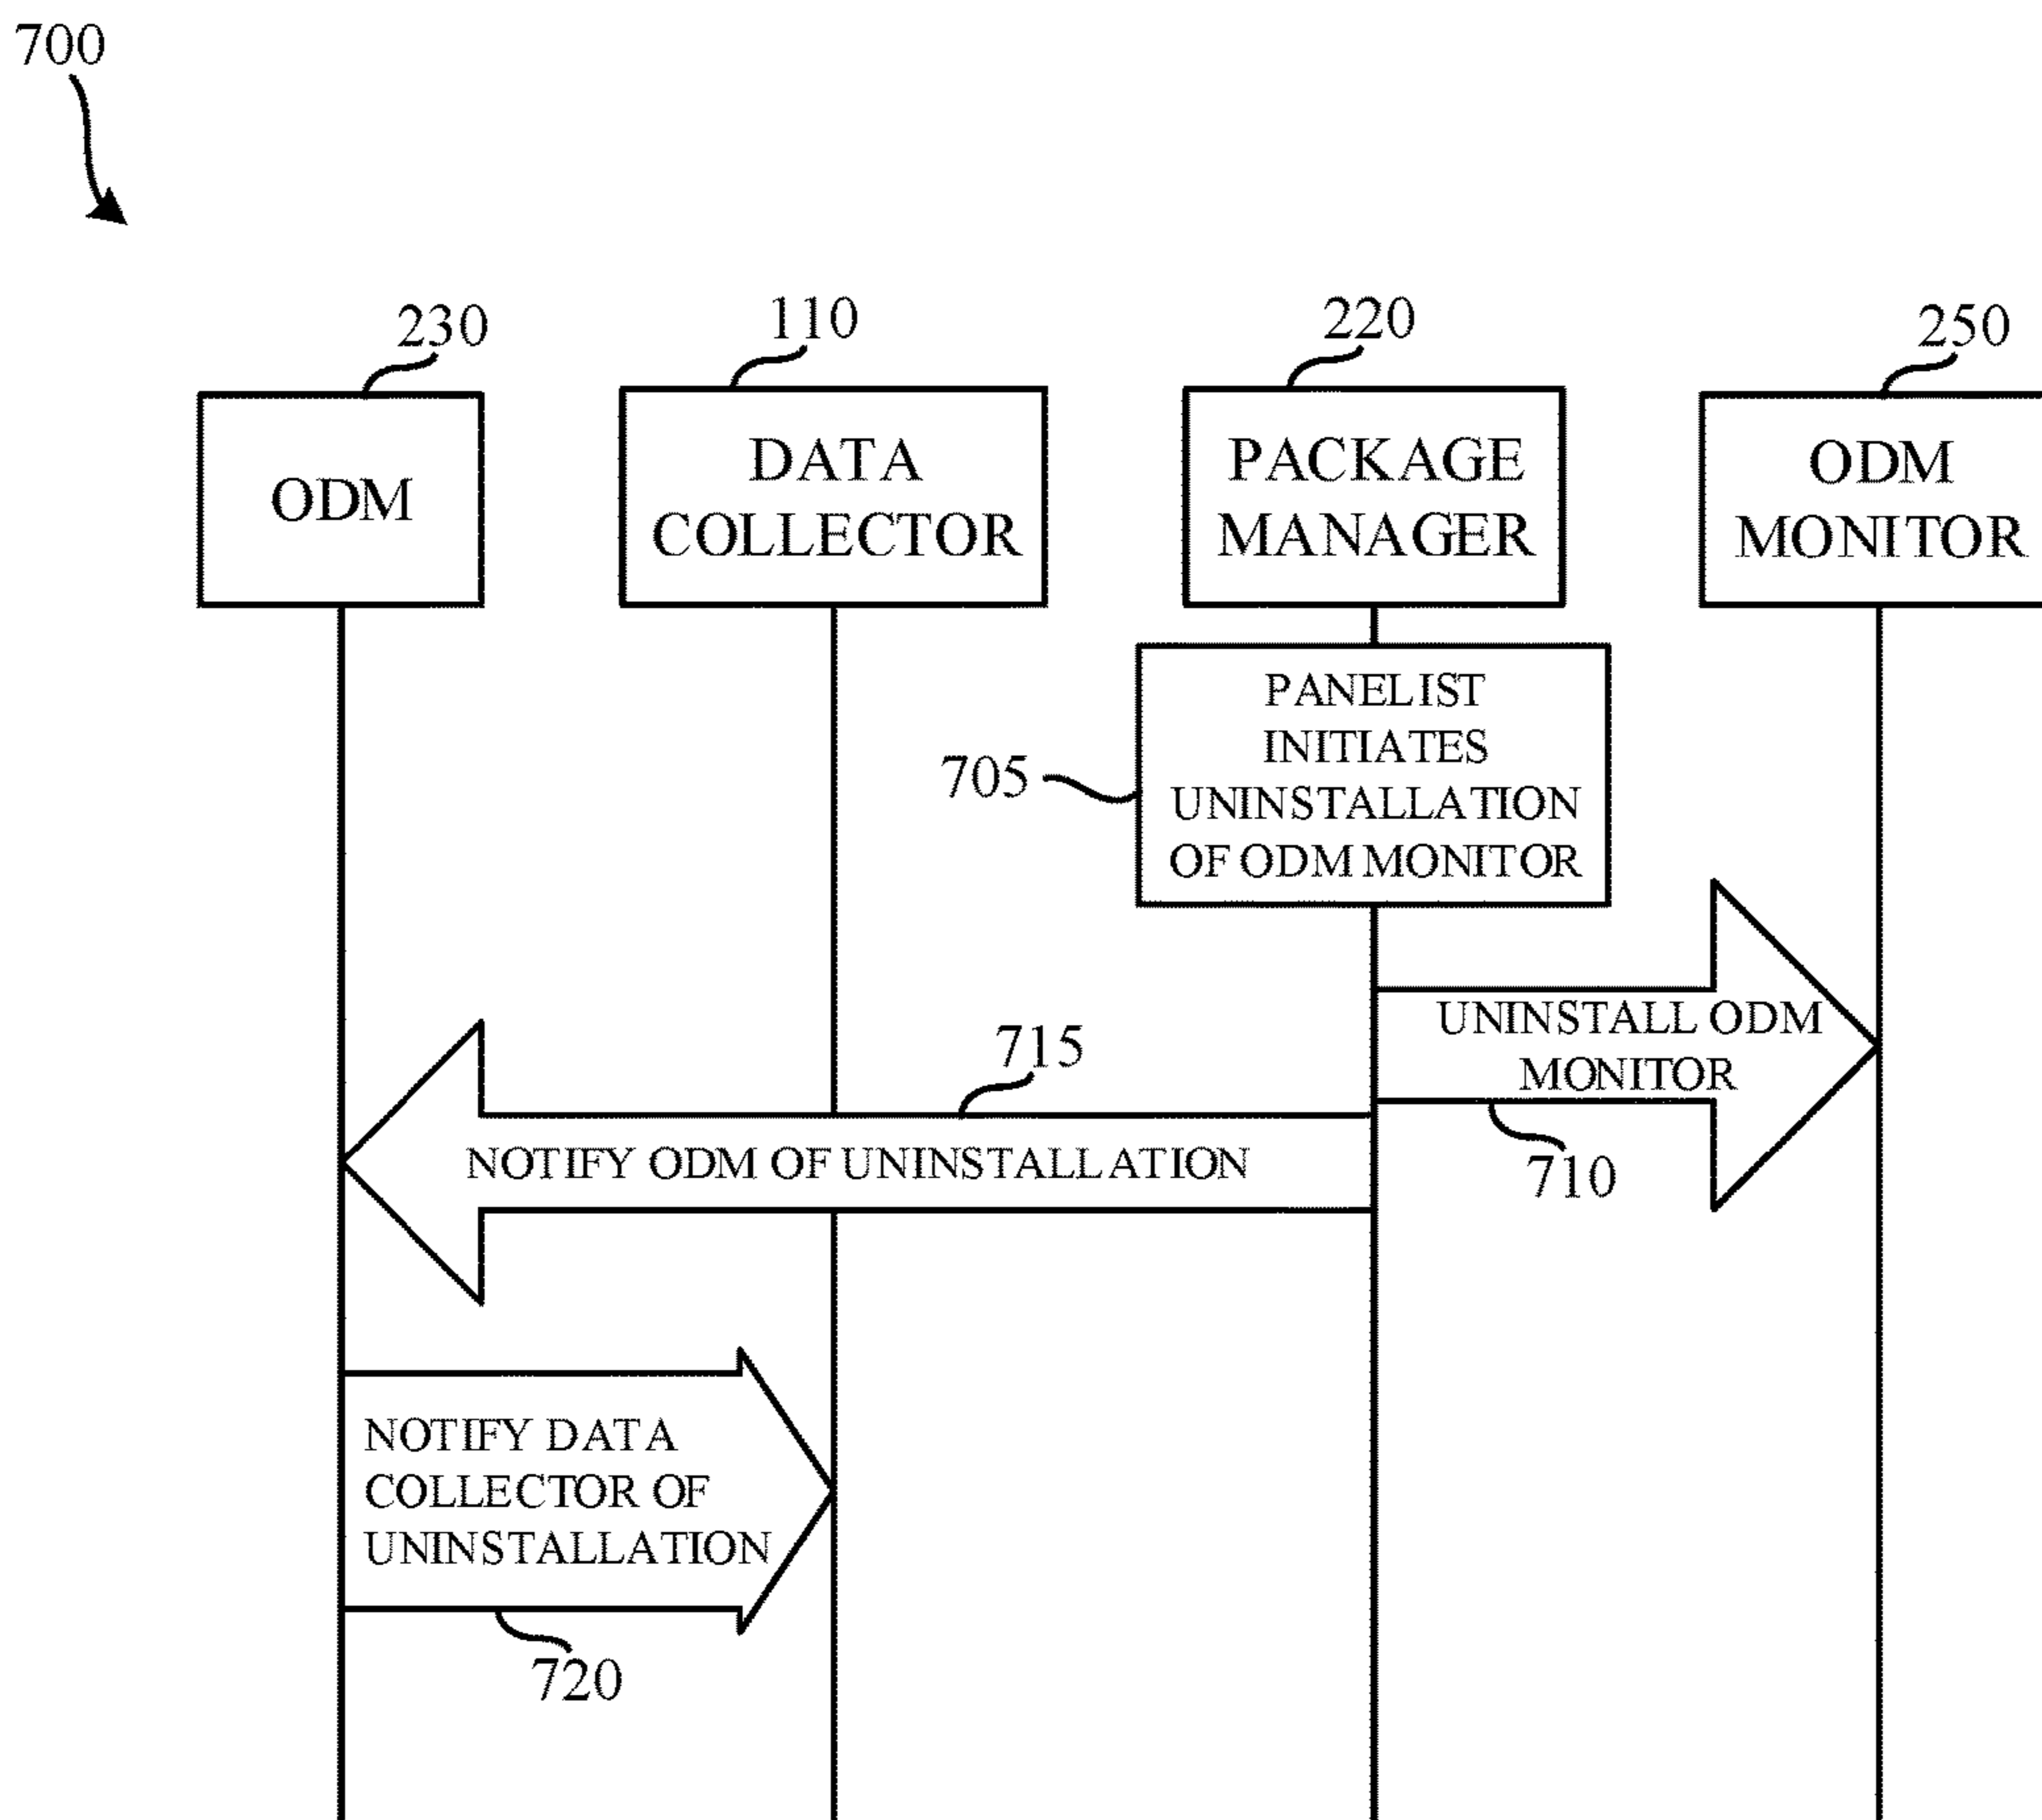 700
230
110
220
250
ODM
DATA
COLLECTOR
PACKAGE
MANAGER
ODM
MONITOR
705
PANELIST
INITIATES
UNINSTALLATION
OF ODM MONITOR
UNINSTALL ODM
MONITOR
710
715
NOTIFY ODM OF UNINSTALLATION
NOTIFY DATA
COLLECTOR OF
UNINSTALLATION
720